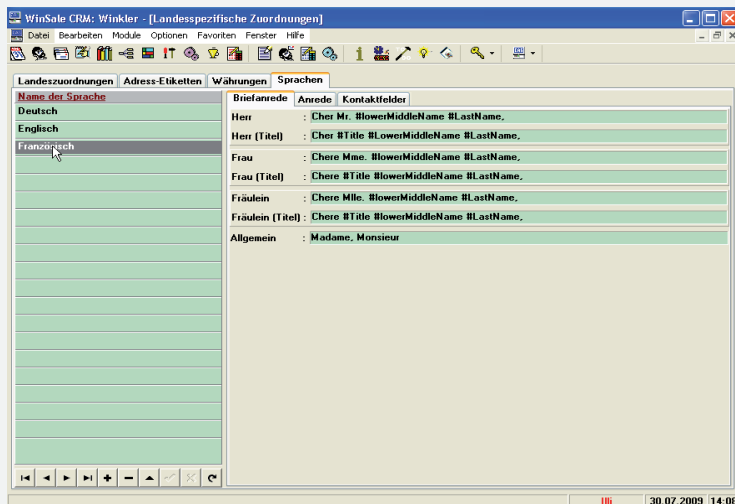 WinSale CRM: Winkler - [Landesspezifische Zuordnungen]
Datei Bearbeiten Module Optionen Favoriten Fenster Hilfe
Landeszuordnungen Adress-Etiketten Währungen Sprachen
Name der Sprache
Deutsch
Englisch
Französisch
Briefanrede Anrede Kontaktfelder
Herr : Cher Mr. #lowerMiddleName #LastName,
Herr (Titel) : Cher #Title #LowerMiddleName #LastName,
Frau : Chere Mme. #lowerMiddleName #LastName,
Frau (Titel) : Chere #Title #lowerMiddleName #LastName,
Fräulein : Chere Mlle. #lowerMiddleName #LastName,
Fräulein (Titel) : Chere #Title #lowerMiddleName #LastName,
Allgemein : Madame, Monsieur
Uli 30.07.2009 14:08